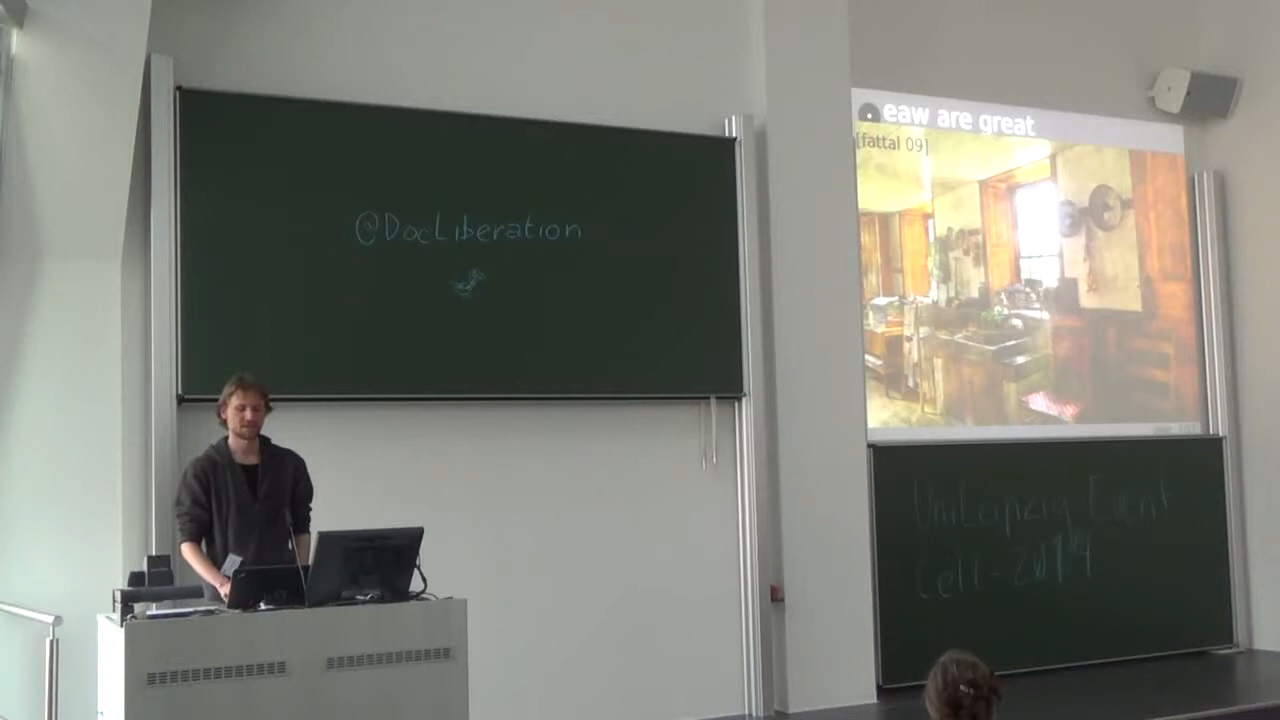 @DocLiberation
eaw are great
[fattal 09]
UniLeipzig Event
Cell - 2014